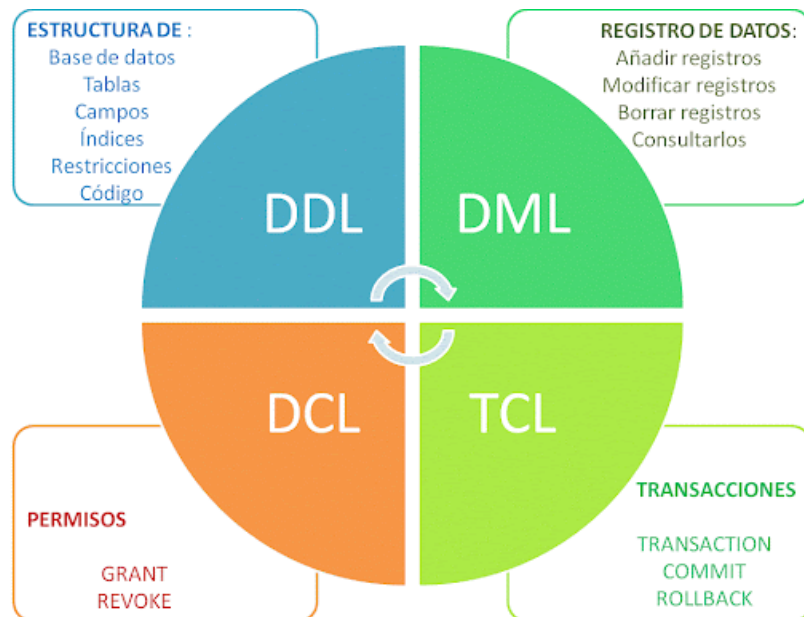 ESTRUCTURA DE :
Base de datos
Tablas
Campos
Índices
Restricciones
Código
REGISTRO DE DATOS:
Añadir registros
Modificar registros
Borrar registros
Consultarlos
DDL
DML
DCL
TCL
PERMISOS
GRANT
REVOKE
TRANSACCIONES
TRANSACTION
COMMIT
ROLLBACK